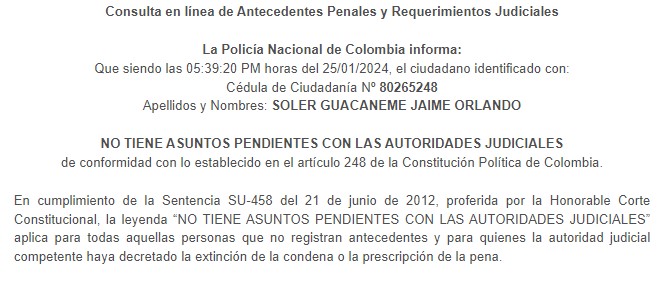 Consulta en línea de Antecedentes Penales y Requerimientos Judiciales
La Policía Nacional de Colombia informa:
Que siendo las 05:39:20 PM horas del 25/01/2024, el ciudadano identificado con:
Cédula de Ciudadanía Nº 80265248
Apellidos y Nombres: SOLER GUACANEME JAIME ORLANDO
NO TIENE ASUNTOS PENDIENTES CON LAS AUTORIDADES JUDICIALES
de conformidad con lo establecido en el artículo 248 de la Constitución Política de Colombia.
En cumplimiento de la Sentencia SU-458 del 21 de junio de 2012, proferida por la Honorable Corte
Constitucional, la leyenda “NO TIENE ASUNTOS PENDIENTES CON LAS AUTORIDADES JUDICIALES”
aplica para todas aquellas personas que no registran antecedentes y para quienes la autoridad judicial
competente haya decretado la extinción de la condena o la prescripción de la pena.